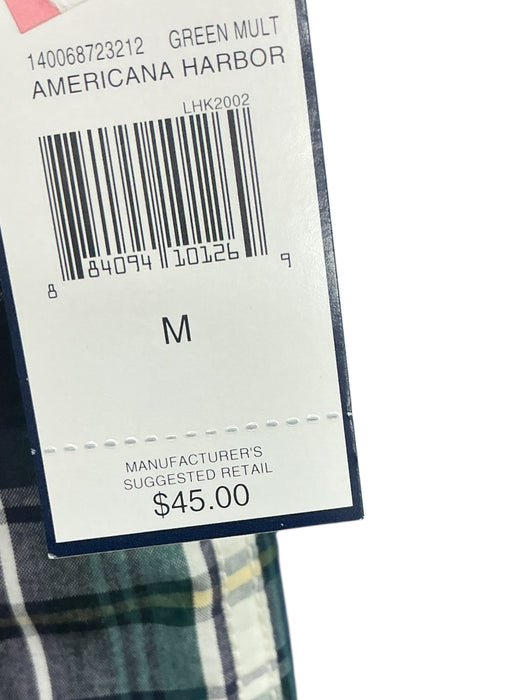 140068723212 GREEN MULT
AMERICANA HARBOR
LHK2002
8 84094 10126 9
M
MANUFACTURER'S
SUGGESTED RETAIL
$45.00